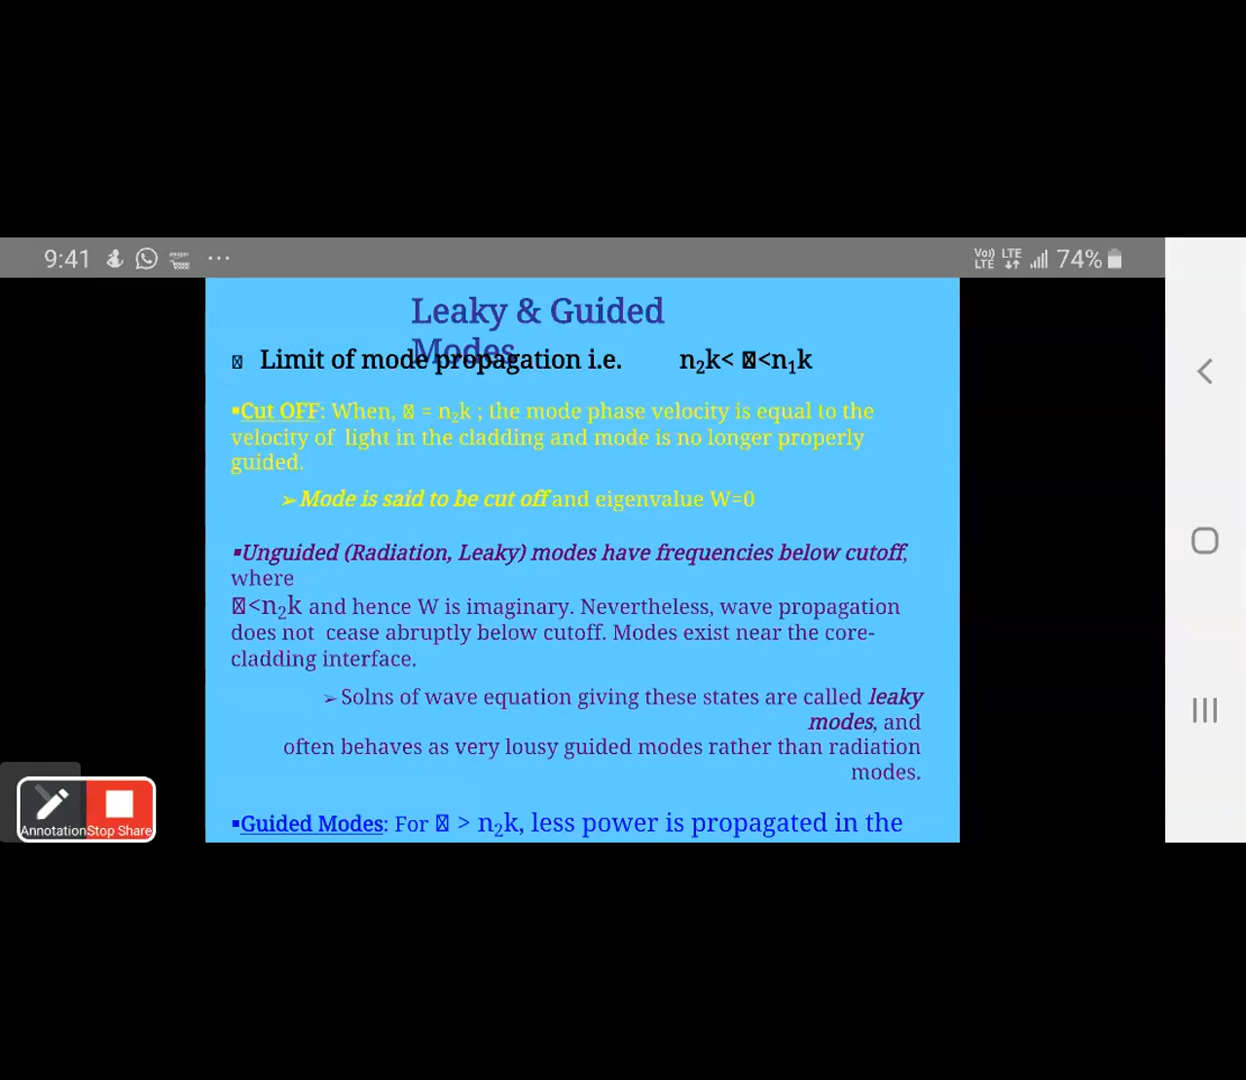 9:41 ... Vo)) LTE LTE 74%
Leaky & Guided
Modes
Limit of mode propagation i.e. n₂k< <n₁k
▪Cut OFF: When, = n₂k ; the mode phase velocity is equal to the
velocity of light in the cladding and mode is no longer properly
guided.
➢Mode is said to be cut off and eigenvalue W=0
▪Unguided (Radiation, Leaky) modes have frequencies below cutoff,
where
<n₂k and hence W is imaginary. Nevertheless, wave propagation
does not cease abruptly below cutoff. Modes exist near the core-
cladding interface.
➢Solns of wave equation giving these states are called leaky
modes, and
often behaves as very lousy guided modes rather than radiation
modes.
▪Guided Modes: For > n₂k, less power is propagated in the
Annotation Stop Share